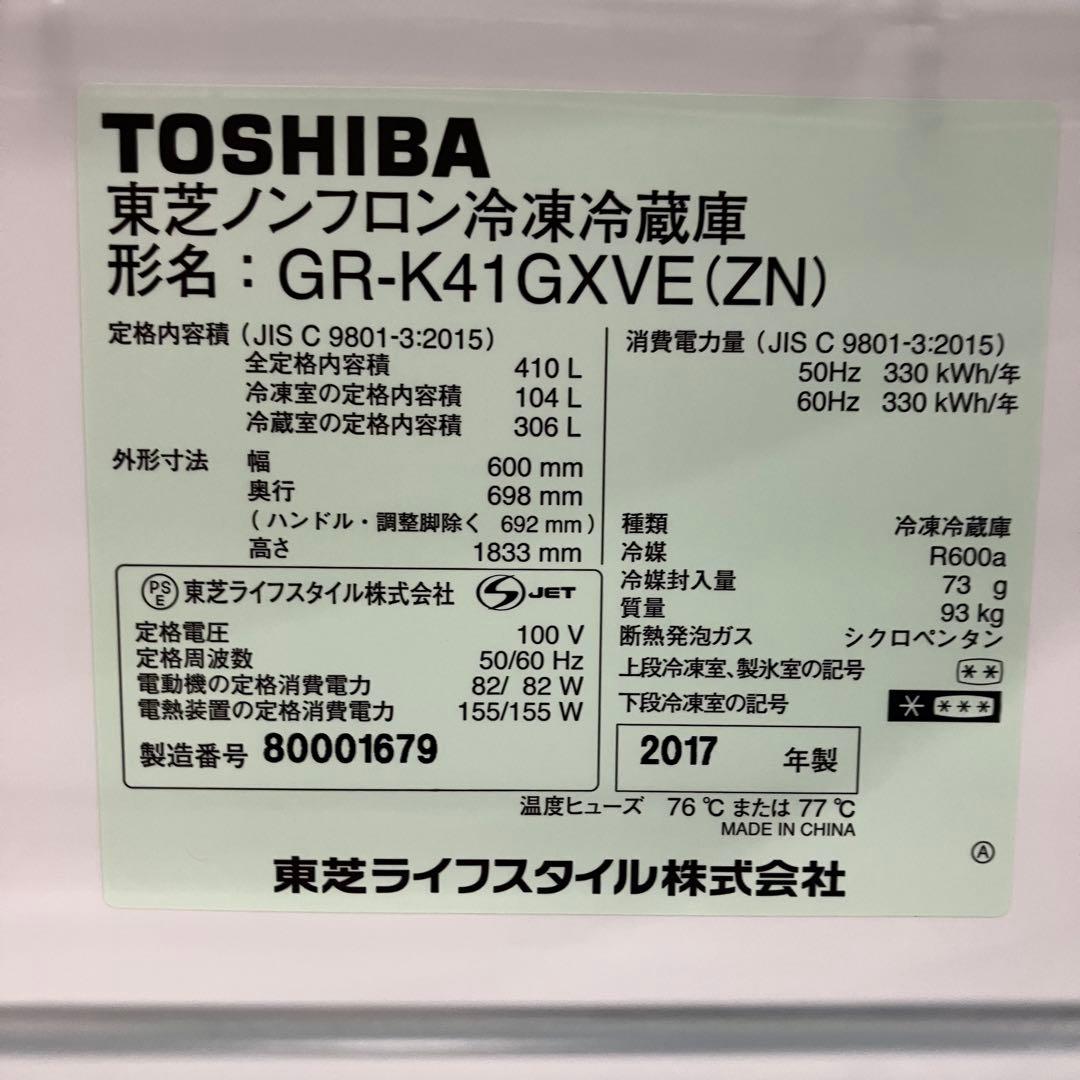 TOSHIBA
東芝ノンフロン冷凍冷蔵庫
形名：GR-K41GXVE(ZN)
定格内容積（JIS C 9801-3:2015）
全定格内容積 410 L
冷凍室の定格内容積 104 L
冷蔵室の定格内容積 306 L
外形寸法 幅 600 mm
奥行 698 mm
（ハンドル・調整脚除く 692 mm）
高さ 1833 mm
消費電力量（JIS C 9801-3:2015）
50Hz 330 kWh/年
60Hz 330 kWh/年
種類 冷凍冷蔵庫
冷媒 R600a
冷媒封入量 73 g
質量 93 kg
断熱発泡ガス シクロペンタン
上段冷凍室、製氷室の記号 **
下段冷凍室の記号 * ***
PSE 東芝ライフスタイル株式会社 S JET
定格電圧 100 V
定格周波数 50/60 Hz
電動機の定格消費電力 82/ 82 W
電熱装置の定格消費電力 155/155 W
製造番号 80001679
2017 年製
温度ヒューズ 76 ℃ または 77 ℃
MADE IN CHINA
Ⓐ
東芝ライフスタイル株式会社